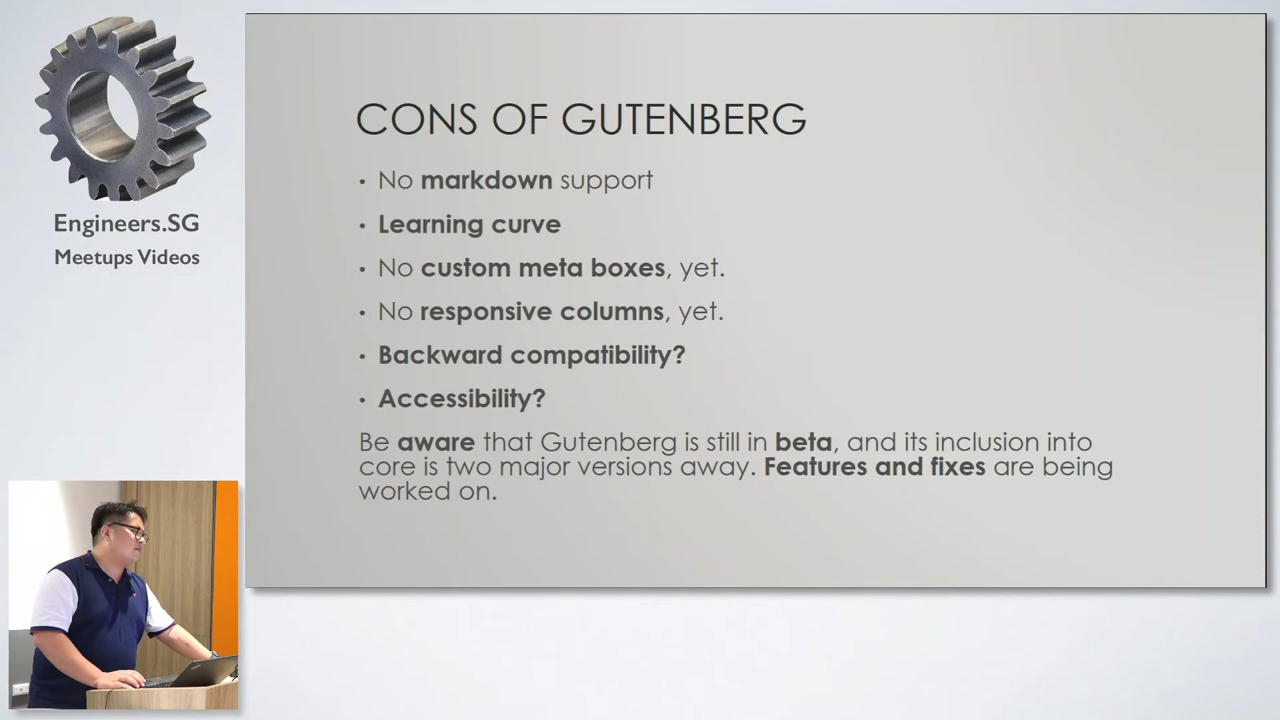 Engineers.SG
Meetups Videos
CONS OF GUTENBERG
• No markdown support
• Learning curve
• No custom meta boxes, yet.
• No responsive columns, yet.
• Backward compatibility?
• Accessibility?
Be aware that Gutenberg is still in beta, and its inclusion into
core is two major versions away. Features and fixes are being
worked on.